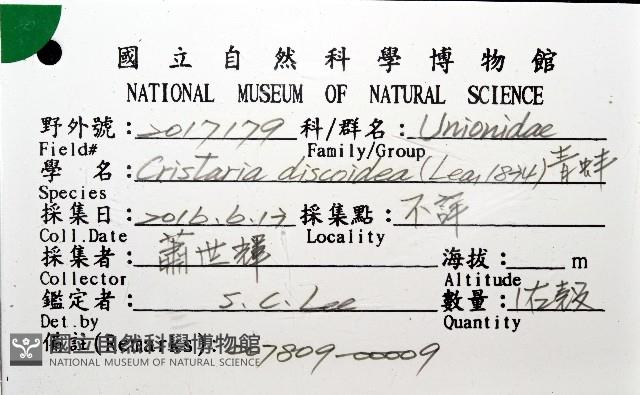 國立自然科學博物館
NATIONAL MUSEUM OF NATURAL SCIENCE
野外號：2017179 科/群名：Unionidae
Field# Family/Group
學 名：Cristaria discoidea (Lea, 1834) 青蚌
Species
採集日：2016.6.17 採集點：不詳
Coll.Date Locality
採集者：蕭世輝 海拔：____m
Collector Altitude
鑑定者：S. C. Lee 數量：1右殼
Det.by Quantity
備註(Remarks)：007809-00009
國立自然科學博物館
NATIONAL MUSEUM OF NATURAL SCIENCE